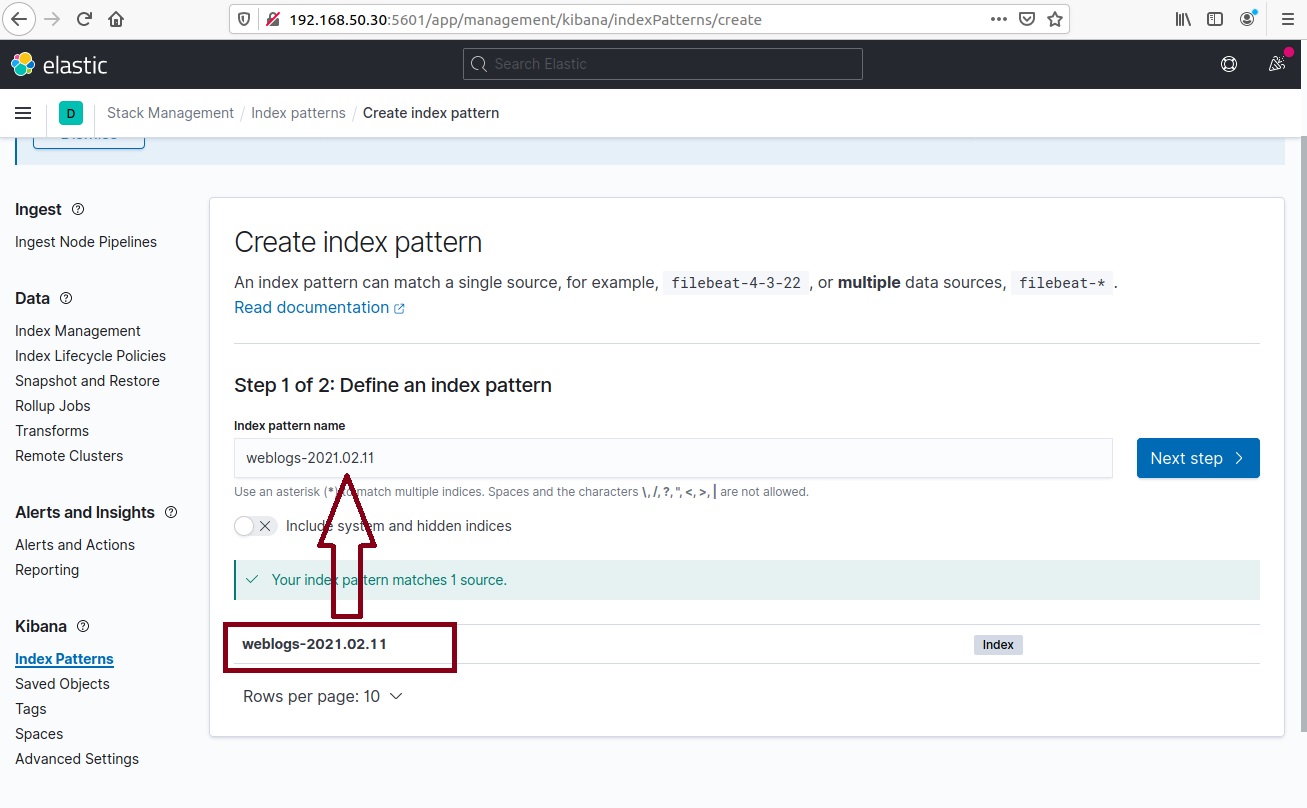 192.168.50.30:5601/app/management/kibana/indexPatterns/create
elastic
Search Elastic
D
Stack Management / Index patterns / Create index pattern
Dismiss
Ingest
Ingest Node Pipelines
Data
Index Management
Index Lifecycle Policies
Snapshot and Restore
Rollup Jobs
Transforms
Remote Clusters
Alerts and Insights
Alerts and Actions
Reporting
Kibana
Index Patterns
Saved Objects
Tags
Spaces
Advanced Settings
Create index pattern
An index pattern can match a single source, for example, filebeat-4-3-22 , or multiple data sources, filebeat-* .
Read documentation
Step 1 of 2: Define an index pattern
Index pattern name
weblogs-2021.02.11
Next step
Use an asterisk (*) to match multiple indices. Spaces and the characters \, /, ?, ", <, >, | are not allowed.
Include system and hidden indices
Your index pattern matches 1 source.
weblogs-2021.02.11
Index
Rows per page: 10